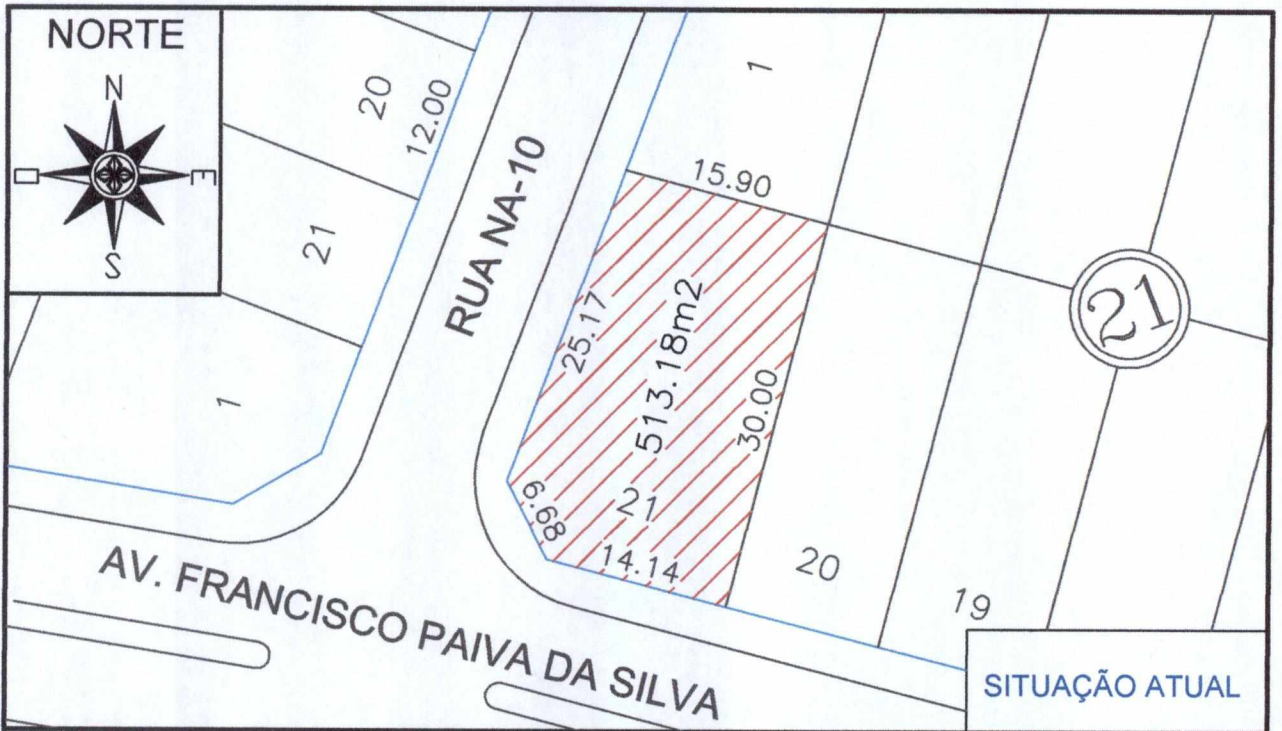 NORTE
N
O
E
S
20
12.00
21
1
RUA NA-10
1
15.90
25.17
513.18m2
30.00
21
6.68
14.14
20
19
21
AV. FRANCISCO PAIVA DA SILVA
SITUAÇÃO ATUAL